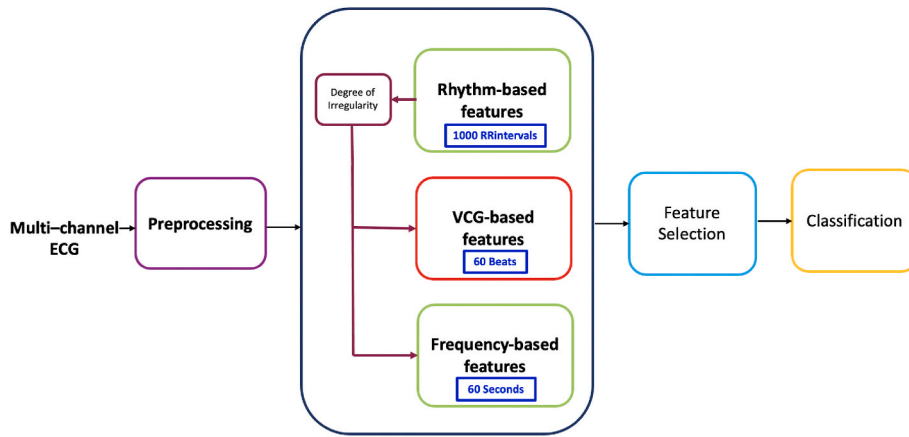 Multi–channel
ECG
Preprocessing
Degree of
Irregularity
Rhythm-based
features
1000 RRintervals
VCG-based
features
60 Beats
Frequency-based
features
60 Seconds
Feature
Selection
Classification